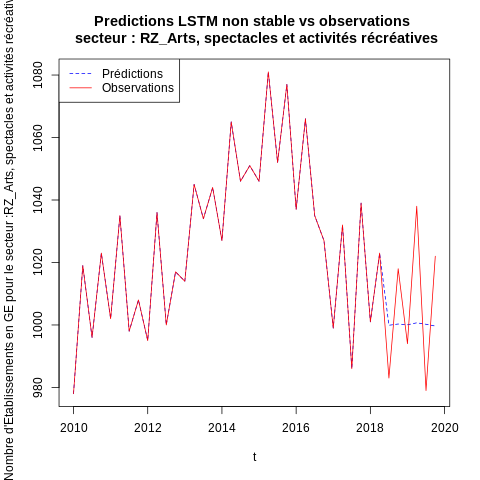 Predictions LSTM non stable vs observations
secteur : RZ_Arts, spectacles et activités récréatives
Nombre d'Etablissements en GE pour le secteur :RZ_Arts, spectacles et activités récréative
Prédictions
Observations
1080
1060
1040
1020
1000
980
2010 2012 2014 2016 2018 2020
t